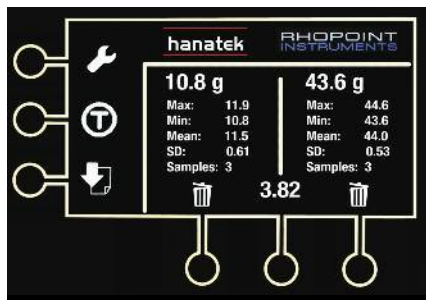 hanatek RHOPOINT
INSTRUMENTS
10.8 g
Max: 11.9
Min: 10.8
Mean: 11.5
SD: 0.61
Samples: 3
43.6 g
Max: 44.6
Min: 43.6
Mean: 44.0
SD: 0.53
Samples: 3
T
3.82